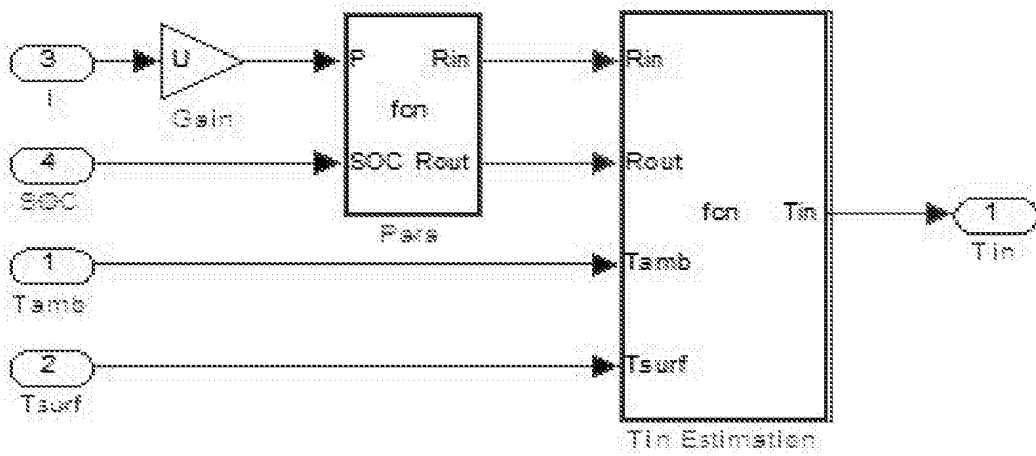 3
I
U
Gain
P
Rin
fcn
SOC
Rout
Para
4
SOC
1
Tamb
2
Tsurf
Rin
Rout
fcn
Tin
Tamb
Tsurf
Tin Estimation
1
Tin